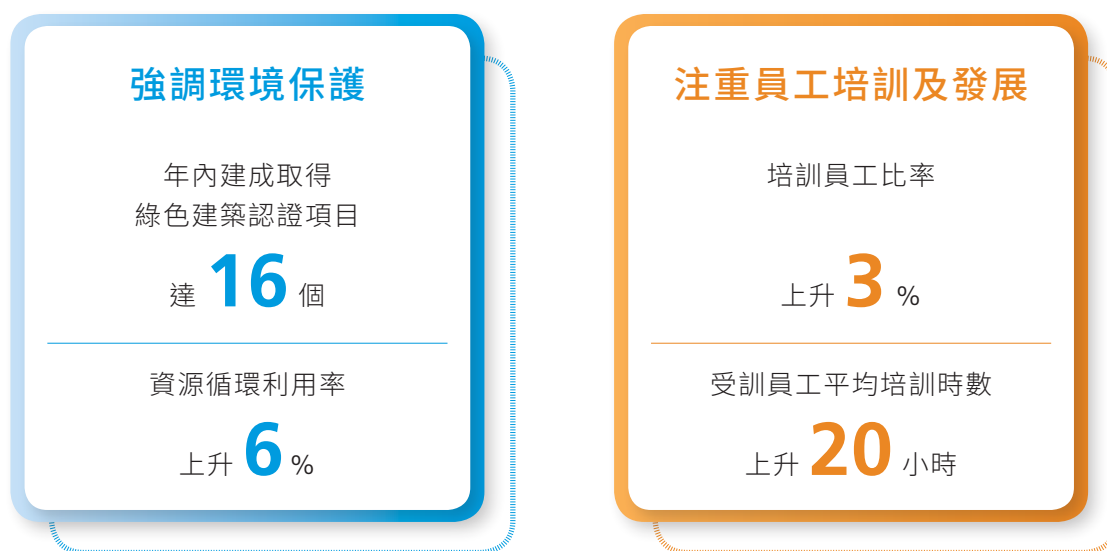 強調環境保護
年內建成取得
綠色建築認證項目
達 16 個
資源循環利用率
上升 6 %
注重員工培訓及發展
培訓員工比率
上升 3 %
受訓員工平均培訓時數
上升 20 小時